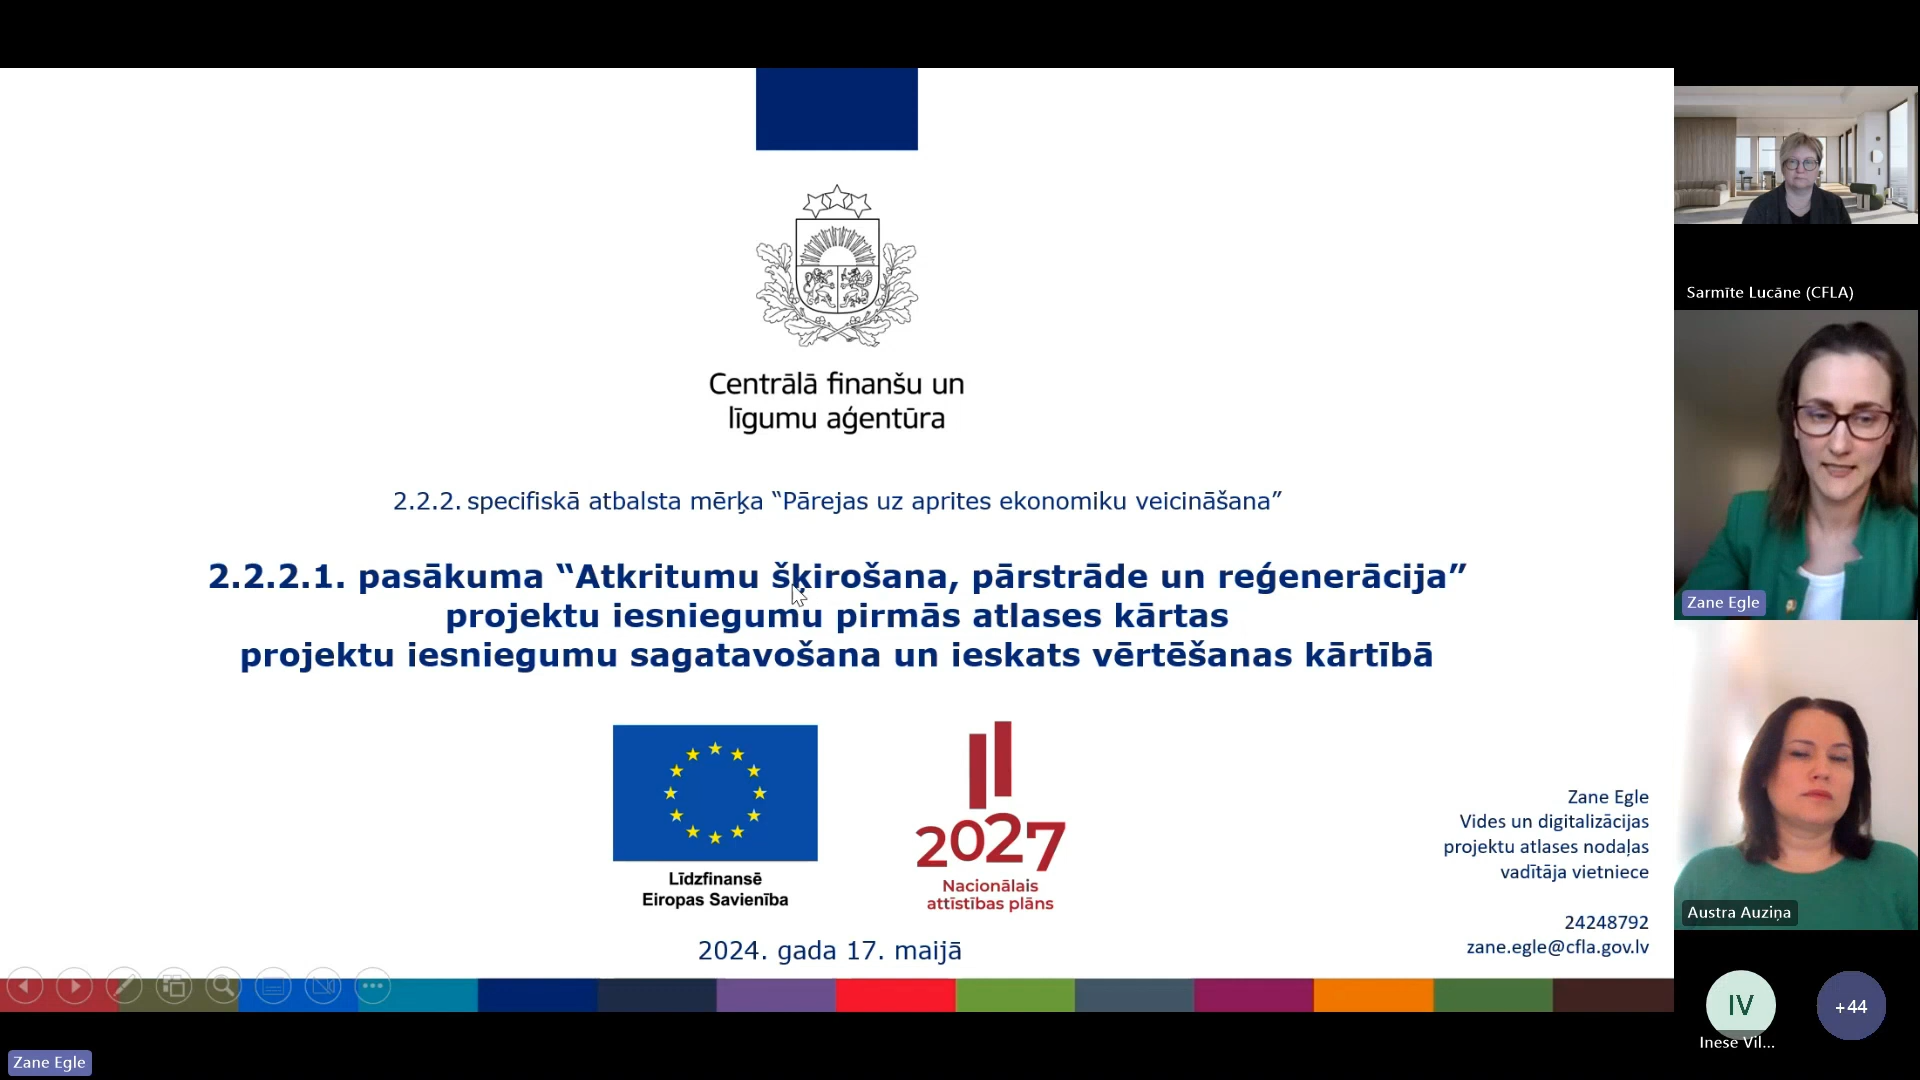 Centrālā finanšu un
līgumu aģentūra
2.2.2. specifiskā atbalsta mērķa “Pārejas uz aprites ekonomiku veicināšana”
2.2.2.1. pasākuma “Atkritumu šķirošana, pārstrāde un reģenerācija”
projektu iesniegumu pirmās atlases kārtas
projektu iesniegumu sagatavošana un ieskats vērtēšanas kārtībā
Līdzfinansē
Eiropas Savienība
2027
Nacionālais
attīstības plāns
Zane Egle
Vides un digitalizācijas
projektu atlases nodaļas
vadītāja vietniece
24248792
zane.egle@cfla.gov.lv
2024. gada 17. maijā
Zane Egle
Sarmīte Lucāne (CFLA)
Zane Egle
Austra Auziņa
IV
+44
Inese Vil...